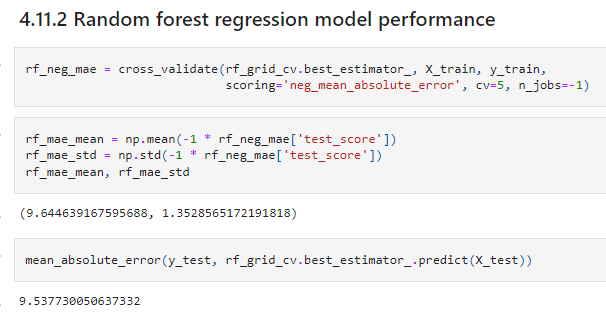 4.11.2 Random forest regression model performance
rf_neg_mae = cross_validate(rf_grid_cv.best_estimator_, X_train, y_train,
scoring='neg_mean_absolute_error', cv=5, n_jobs=-1)
rf_mae_mean = np.mean(-1 * rf_neg_mae['test_score'])
rf_mae_std = np.std(-1 * rf_neg_mae['test_score'])
rf_mae_mean, rf_mae_std
(9.644639167595688, 1.3528565172191818)
mean_absolute_error(y_test, rf_grid_cv.best_estimator_.predict(X_test))
9.537730050637332